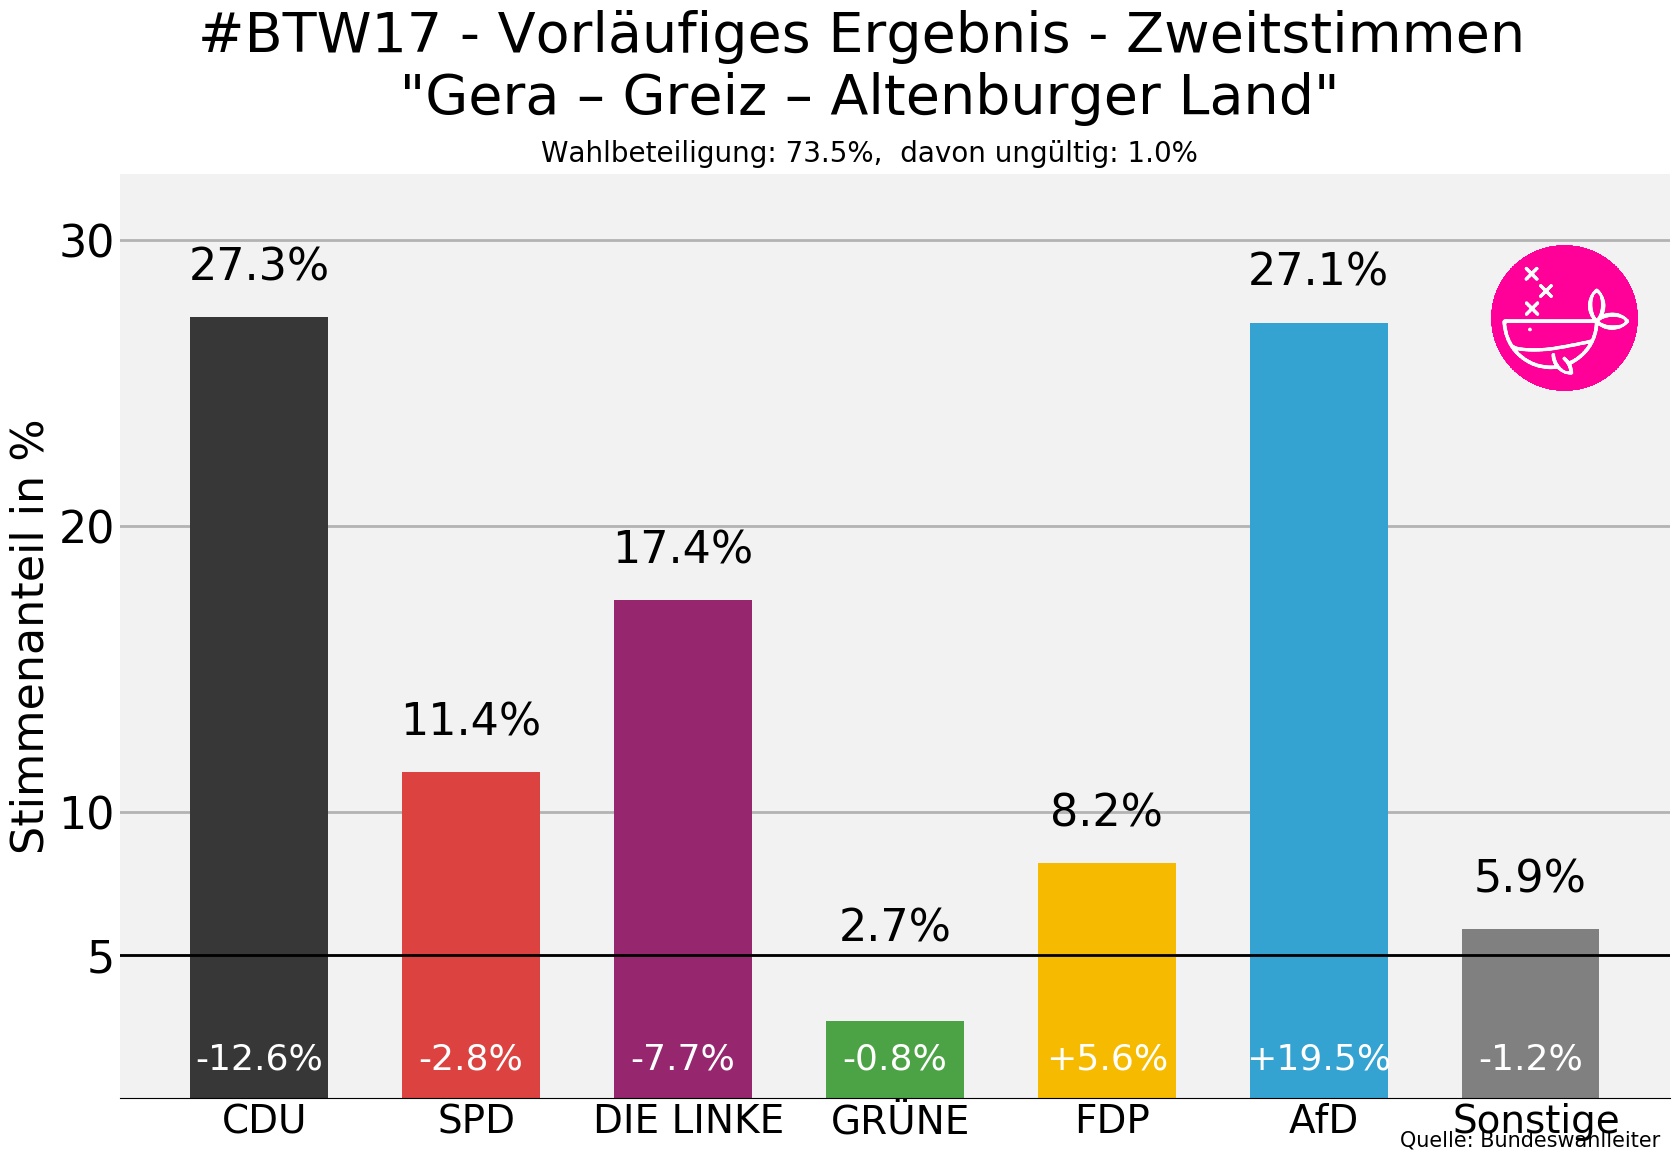 #BTW17 - Vorläufiges Ergebnis - Zweitstimmen
"Gera – Greiz – Altenburger Land"
Wahlbeteiligung: 73.5%, davon ungültig: 1.0%
Stimmenanteil in %
30
20
10
5
27.3%
11.4%
17.4%
2.7%
8.2%
27.1%
5.9%
-12.6%
-2.8%
-7.7%
-0.8%
+5.6%
+19.5%
-1.2%
CDU
SPD
DIE LINKE
GRÜNE
FDP
AfD
Sonstige
Quelle: Bundeswahlleiter